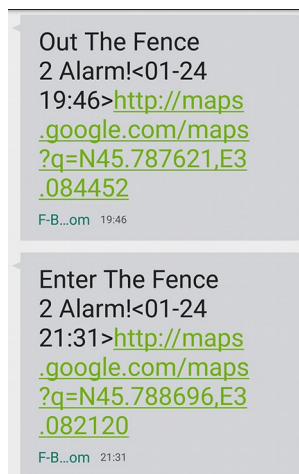 Out The Fence
2 Alarm!<01-24
19:46>http://maps
.google.com/maps
?q=N45.787621,E3
.084452
F-B...om 19:46
Enter The Fence
2 Alarm!<01-24
21:31>http://maps
.google.com/maps
?q=N45.788696,E3
.082120
F-B...om 21:31